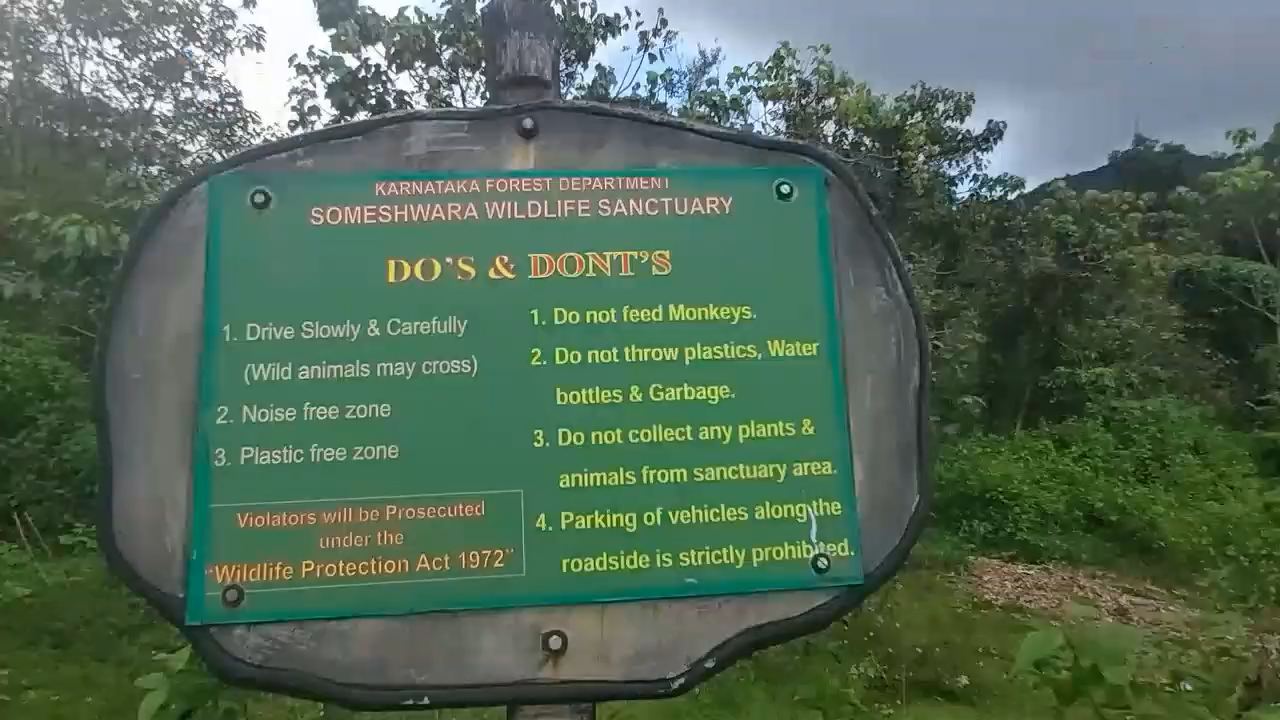 KARNATAKA FOREST DEPARTMENT
SOMESHWARA WILDLIFE SANCTUARY
DO'S & DONT'S
1. Drive Slowly & Carefully
(Wild animals may cross)
2. Noise free zone
3. Plastic free zone
Violators will be Prosecuted
under the
"Wildlife Protection Act 1972"
1. Do not feed Monkeys.
2. Do not throw plastics, Water
bottles & Garbage.
3. Do not collect any plants &
animals from sanctuary area.
4. Parking of vehicles along the
roadside is strictly prohibited.